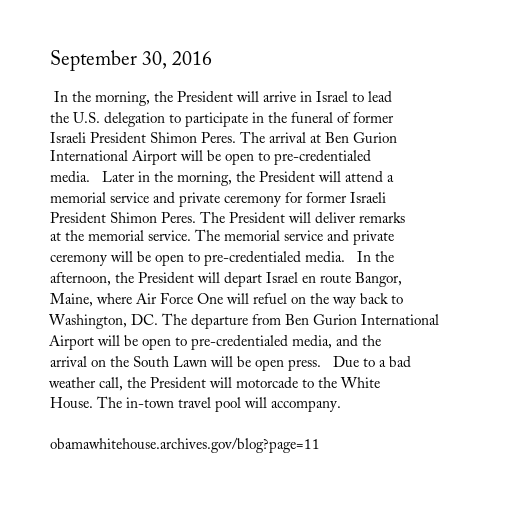 September 30, 2016
In the morning, the President will arrive in Israel to lead
the U.S. delegation to participate in the funeral of former
Israeli President Shimon Peres. The arrival at Ben Gurion
International Airport will be open to pre-credentialed
media.   Later in the morning, the President will attend a
memorial service and private ceremony for former Israeli
President Shimon Peres. The President will deliver remarks
at the memorial service. The memorial service and private
ceremony will be open to pre-credentialed media.   In the
afternoon, the President will depart Israel en route Bangor,
Maine, where Air Force One will refuel on the way back to
Washington, DC. The departure from Ben Gurion International
Airport will be open to pre-credentialed media, and the
arrival on the South Lawn will be open press.   Due to a bad
weather call, the President will motorcade to the White
House. The in-town travel pool will accompany.
obamawhitehouse.archives.gov/blog?page=11